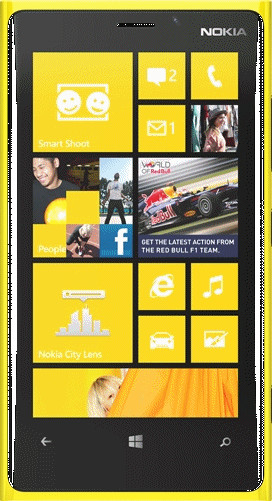 NOKIA
2
Smart Shoot
1
WORLD
OF Red Bull
People
f
GET THE LATEST ACTION FROM
THE RED BULL F1 TEAM.
Nokia City Lens